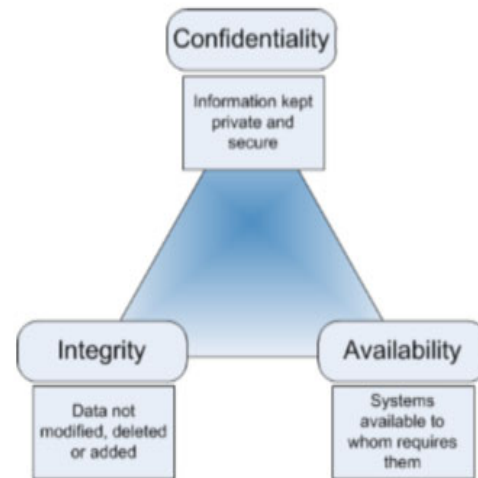 Confidentiality
Information kept
private and
secure
Integrity
Data not
modified, deleted
or added
Availability
Systems
available to
whom requires
them